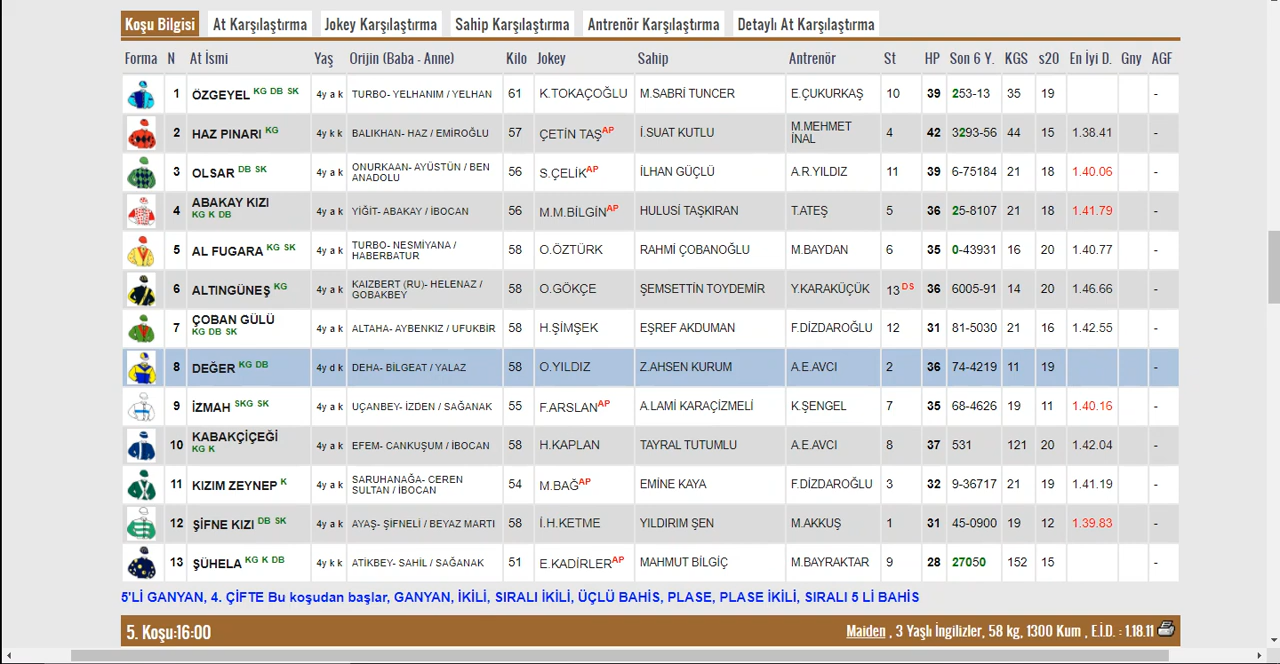 Koşu Bilgisi At Karşılaştırma Jokey Karşılaştırma Sahip Karşılaştırma Antrenör Karşılaştırma Detaylı At Karşılaştırma
Forma N At İsmi Yaş Orijin (Baba - Anne) Kilo Jokey Sahip Antrenör St HP Son 6 Y. KGS s20 En İyi D. Gny AGF
1 ÖZGEYEL KG DB SK 4y a k TURBO- YELHANIM / YELHAN 61 K.TOKAÇOĞLU M.SABRİ TUNCER E.ÇUKURKAŞ 10 39 253-13 35 19 -
2 HAZ PINARI KG 4y k k BALIKHAN- HAZ / EMİROĞLU 57 ÇETİN TAŞAP İ.SUAT KUTLU M.MEHMET İNAL 4 42 3293-56 44 15 1.38.41 -
3 OLSAR DB SK 4y a k ONURKAAN- AYÜSTÜN / BEN ANADOLU 56 S.ÇELİKAP İLHAN GÜÇLÜ A.R.YILDIZ 11 39 6-75184 21 18 1.40.06 -
4 ABAKAY KIZI KG K DB 4y a k YİĞİT- ABAKAY / İBOCAN 56 M.M.BİLGİNAP HULUSİ TAŞKIRAN T.ATEŞ 5 36 25-8107 21 18 1.41.79 -
5 AL FUGARA KG SK 4y a k TURBO- NESMİYANA / HABERBATUR 58 O.ÖZTÜRK RAHMİ ÇOBANOĞLU M.BAYDAN 6 35 0-43931 16 20 1.40.77 -
6 ALTINGÜNEŞ KG 4y a k KAIZBERT (RU)- HELENAZ / GOBAKBEY 58 O.GÖKÇE ŞEMSETTİN TOYDEMİR Y.KARAKÜÇÜK 13DS 36 6005-91 14 20 1.46.66 -
7 ÇOBAN GÜLÜ KG DB SK 4y a k ALTAHA- AYBENKIZ / UFUKBİR 58 H.ŞİMŞEK EŞREF AKDUMAN F.DİZDAROĞLU 12 31 81-5030 21 16 1.42.55 -
8 DEĞER KG DB 4y d k DEHA- BİLGEAT / YALAZ 58 O.YILDIZ Z.AHSEN KURUM A.E.AVCI 2 36 74-4219 11 19 -
9 İZMAH SKG SK 4y a k UÇANBEY- İZDEN / SAĞANAK 55 F.ARSLANAP A.LAMİ KARAÇİZMELİ K.ŞENGEL 7 35 68-4626 19 11 1.40.16 -
10 KABAKÇİÇEĞİ KG K 4y a k EFEM- CANKUŞUM / İBOCAN 58 H.KAPLAN TAYRAL TUTUMLU A.E.AVCI 8 37 531 121 20 1.42.04 -
11 KIZIM ZEYNEP K 4y a k SARUHANAĞA- CEREN SULTAN / İBOCAN 54 M.BAĞAP EMİNE KAYA F.DİZDAROĞLU 3 32 9-36717 21 19 1.41.19 -
12 ŞİFNE KIZI DB SK 4y a k AYAŞ- ŞİFNELİ / BEYAZ MARTI 58 İ.H.KETME YILDIRIM ŞEN M.AKKUŞ 1 31 45-0900 19 12 1.39.83 -
13 ŞÜHELA KG K DB 4y k k ATİKBEY- SAHİL / SAĞANAK 51 E.KADİRLERAP MAHMUT BİLGİÇ M.BAYRAKTAR 9 28 27050 152 15 -
5'Lİ GANYAN, 4. ÇİFTE Bu koşudan başlar, GANYAN, İKİLİ, SIRALI İKİLİ, ÜÇLÜ BAHİS, PLASE, PLASE İKİLİ, SIRALI 5 Lİ BAHİS
5. Koşu:16:00 Maiden , 3 Yaşlı İngilizler, 58 kg, 1300 Kum , E.İ.D. : 1.18.11